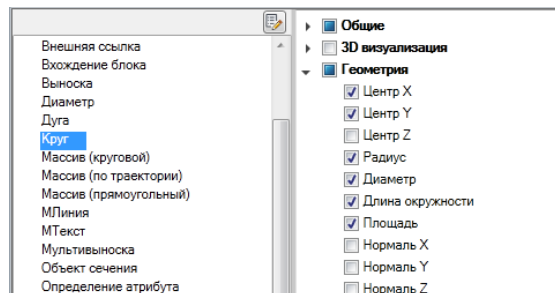 Внешняя ссылка
Вхождение блока
Выноска
Диаметр
Дуга
Круг
Массив (круговой)
Массив (по траектории)
Массив (прямоугольный)
МЛиния
МТекст
Мультивыноска
Объект сечения
Определение атрибута
Общие
3D визуализация
Геометрия
Центр X
Центр Y
Центр Z
Радиус
Диаметр
Длина окружности
Площадь
Нормаль X
Нормаль Y
Нормаль Z